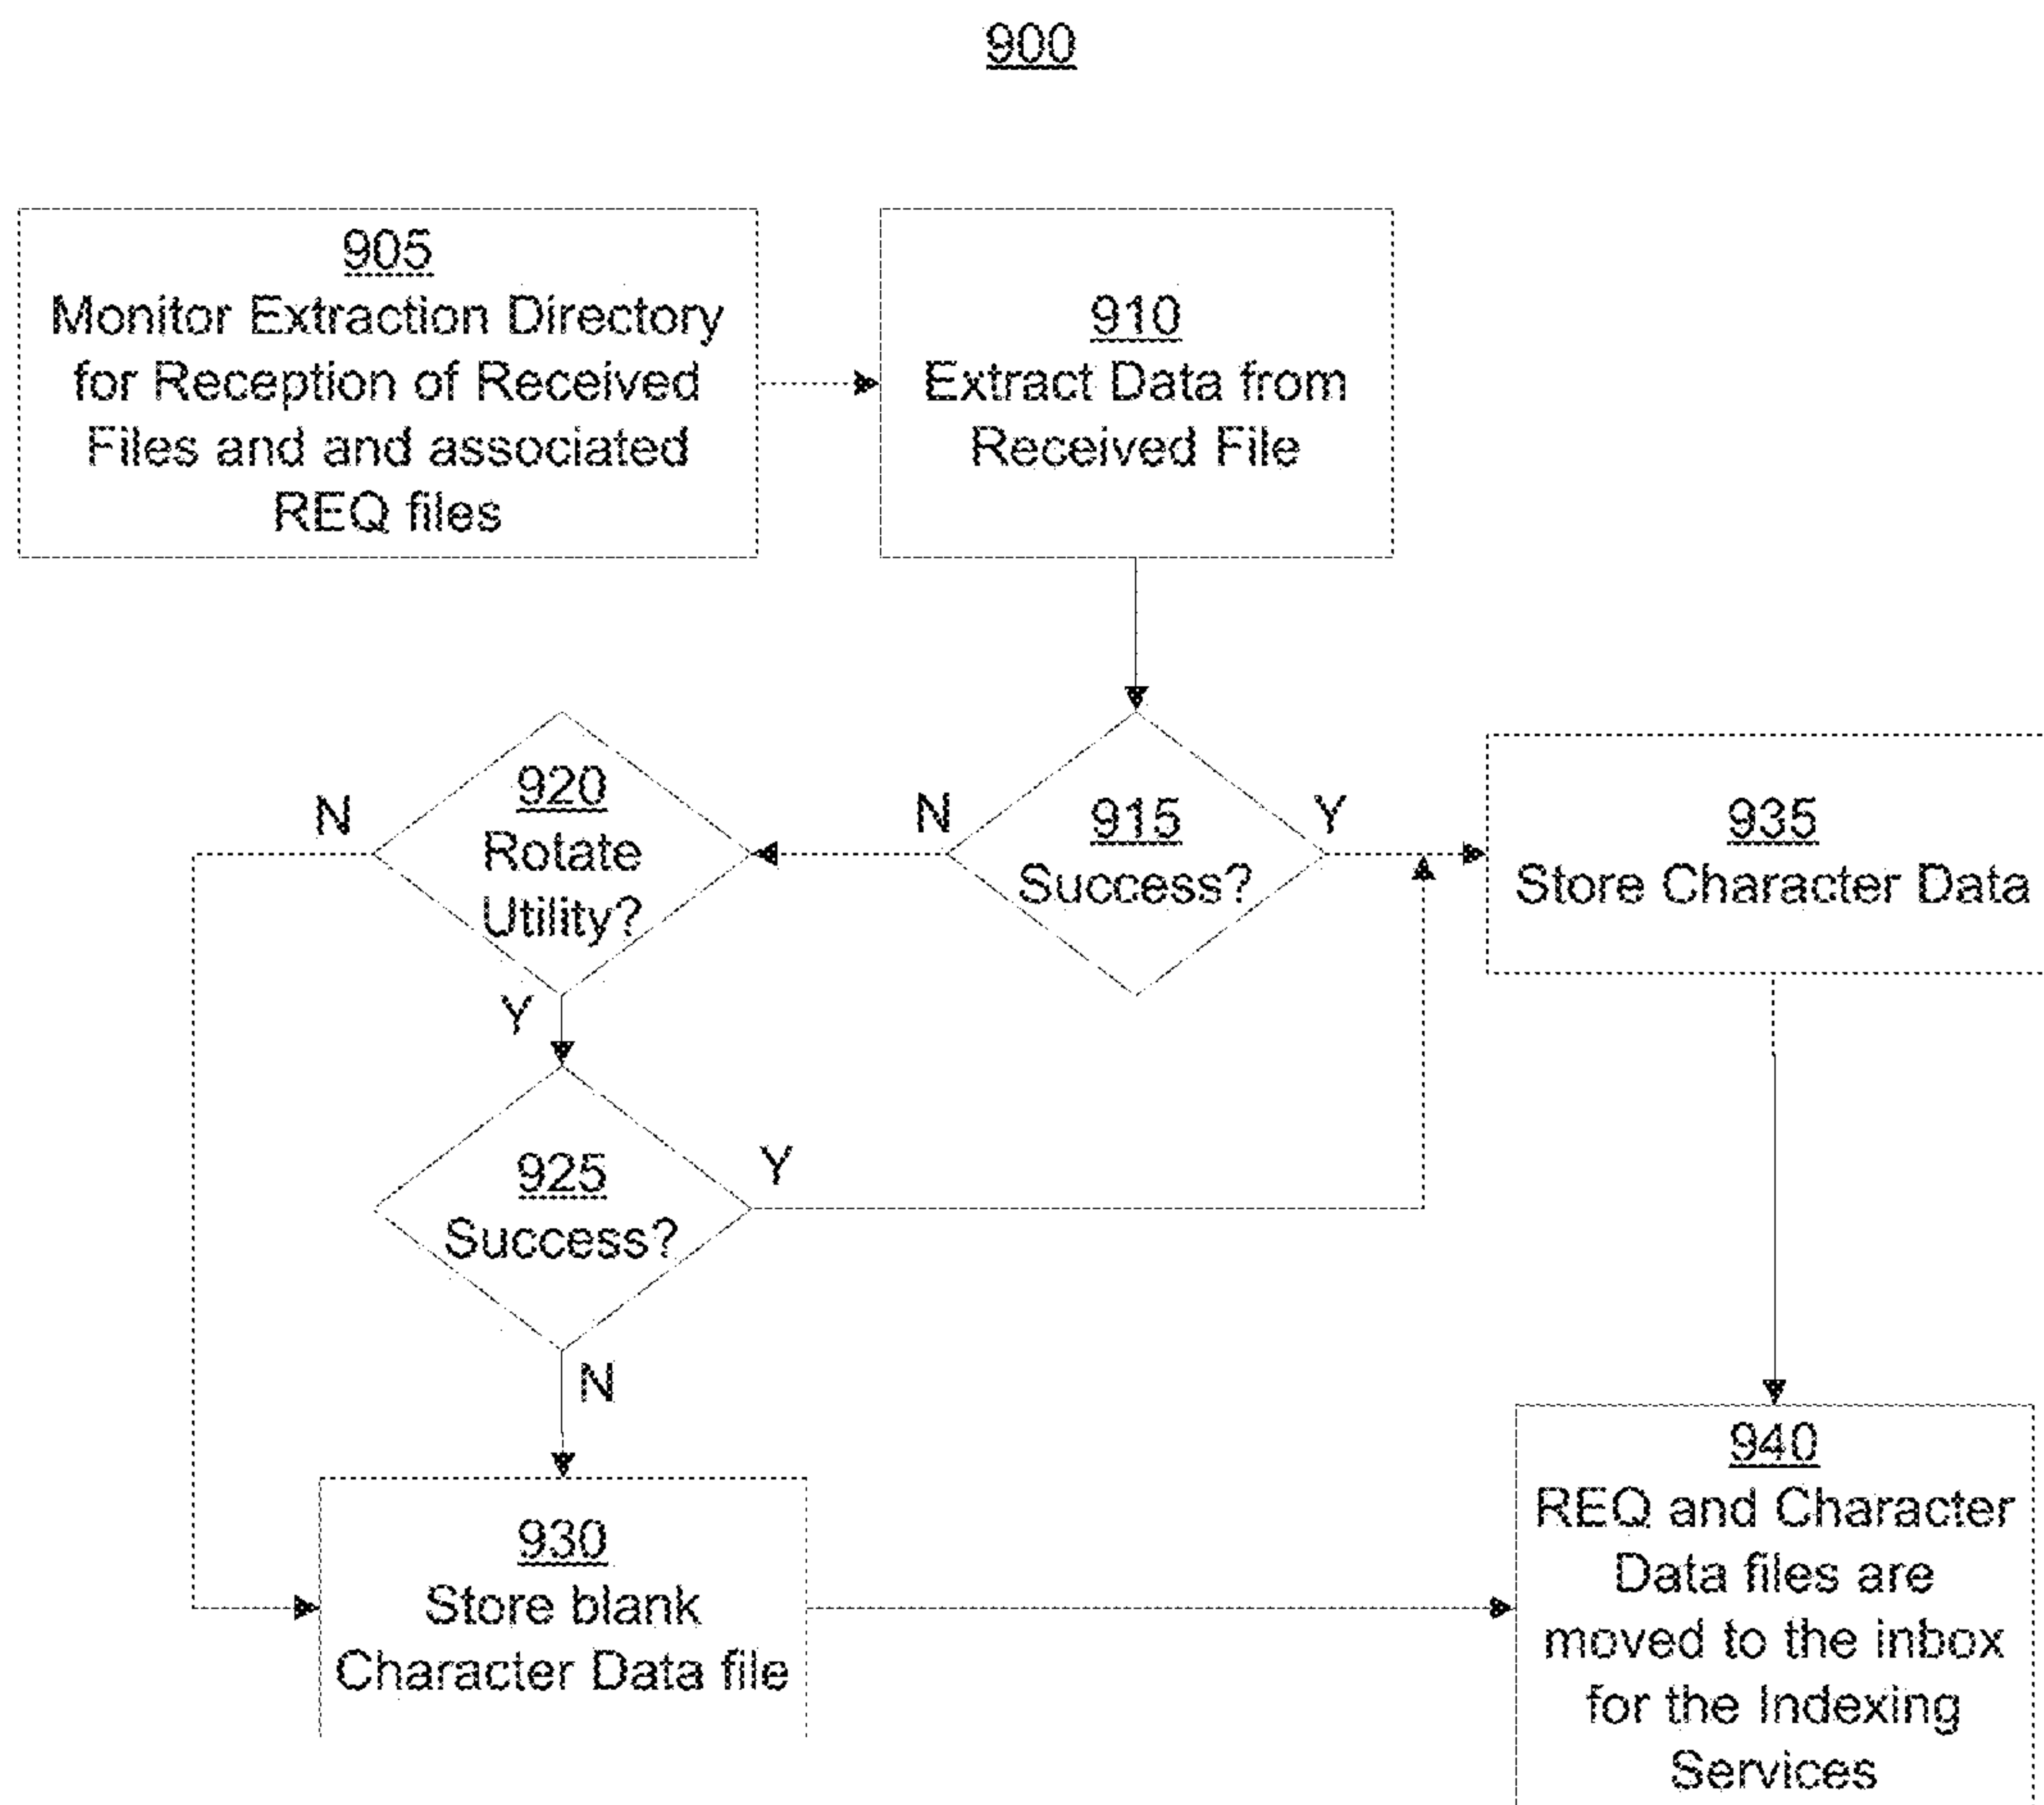 900
905
Monitor Extraction Directory
for Reception of Received
Files and and associated
REQ files
910
Extract Data from
Received File
N
920
Rotate
Utility?
N
915
Success?
Y
935
Store Character Data
Y
925
Success?
Y
N
930
Store blank
Character Data file
940
REQ and Character
Data files are
moved to the inbox
for the Indexing
Services